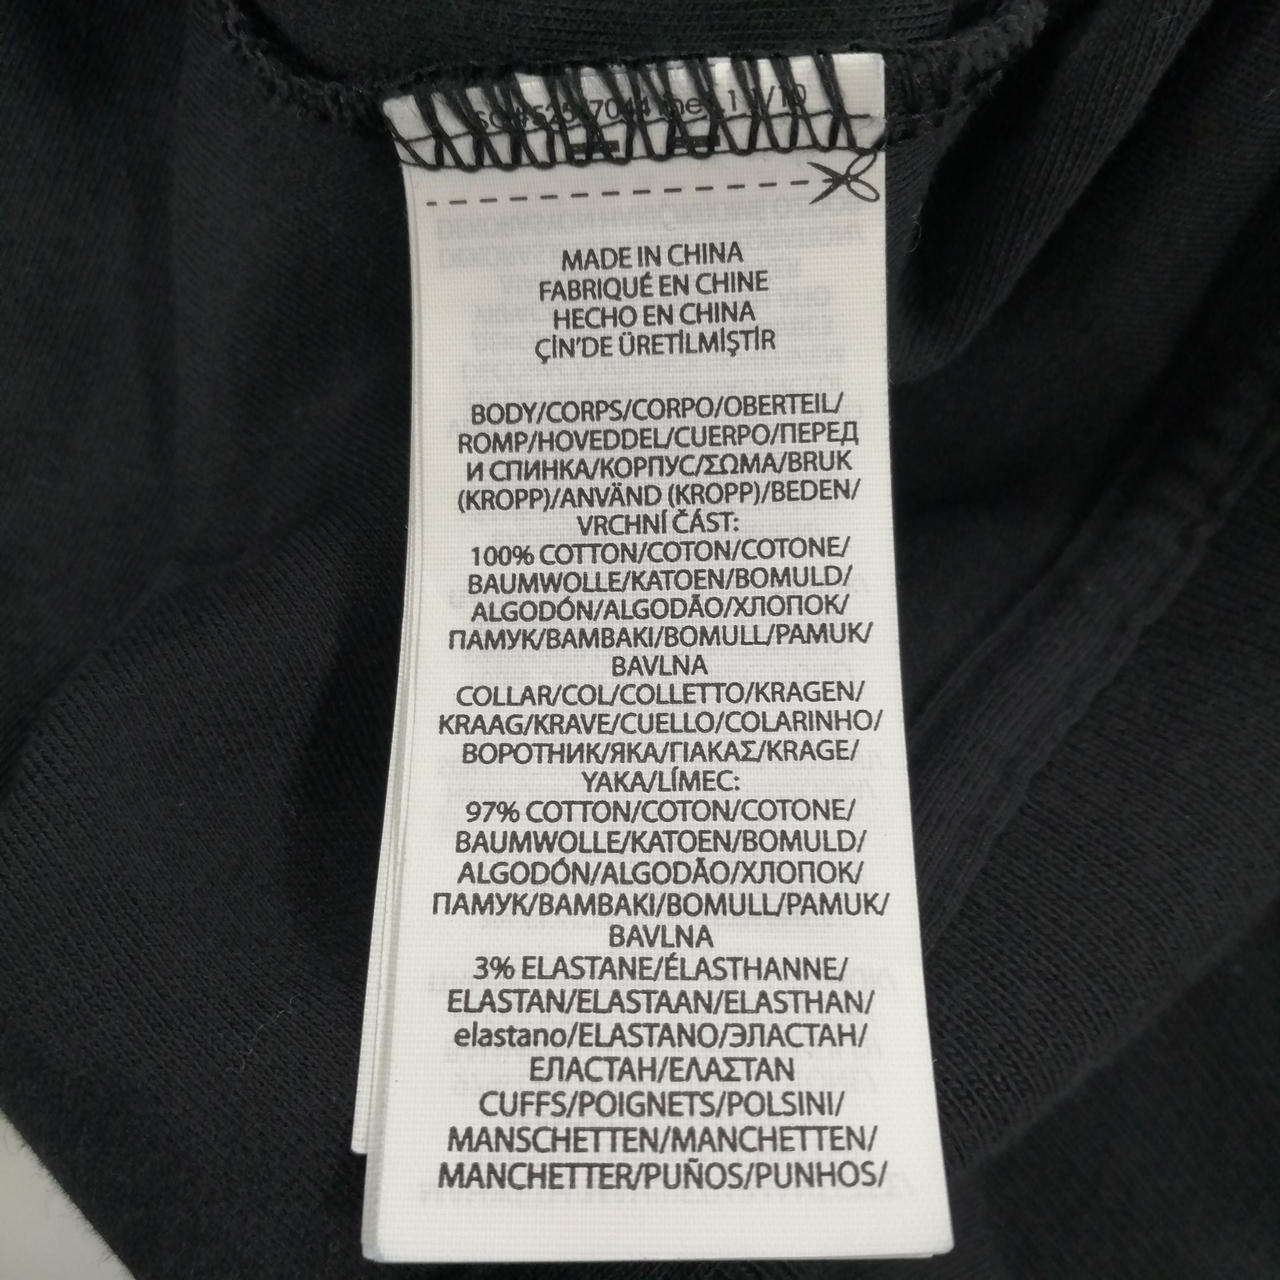 MADE IN CHINA
FABRIQUÉ EN CHINE
HECHO EN CHINA
ÇİN'DE ÜRETİLMİŞTİR
BODY/CORPS/CORPO/OBERTEIL/
ROMP/HOVEDDEL/CUERPO/ПЕРЕД
И СПИНКА/КОРПУС/ΣΩΜΑ/BRUK
(KROPP)/ANVÄND (KROPP)/BEDEN/
VRCHNÍ ČÁST:
100% COTTON/COTON/COTONE/
BAUMWOLLE/KATOEN/BOMULD/
ALGODÓN/ALGODÃO/ХЛОПОК/
ПАМУК/ΒΑΜΒΑΚΙ/BOMULL/PAMUK/
BAVLNA
COLLAR/COL/COLLETTO/KRAGEN/
KRAAG/KRAVE/CUELLO/COLARINHO/
ВОРОТНИК/ЯКА/ΓΙΑΚΑΣ/KRAGE/
YAKA/LÍMEC:
97% COTTON/COTON/COTONE/
BAUMWOLLE/KATOEN/BOMULD/
ALGODÓN/ALGODÃO/ХЛОПОК/
ПАМУК/ΒΑΜΒΑΚΙ/BOMULL/PAMUK/
BAVLNA
3% ELASTANE/ÉLASTHANNE/
ELASTAN/ELASTAAN/ELASTHAN/
elastano/ELASTANO/ЭЛАСТАН/
ЕЛАСТАН/ΕΛΑΣΤΑΝ
CUFFS/POIGNETS/POLSINI/
MANSCHETTEN/MANCHETTEN/
MANCHETTER/PUÑOS/PUNHOS/